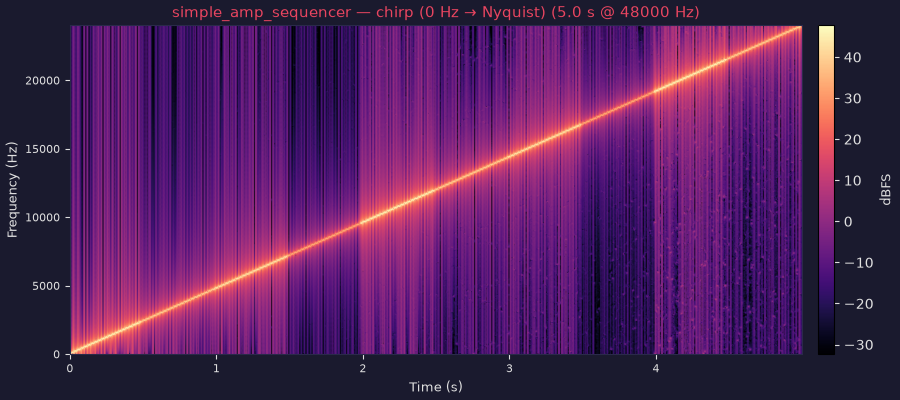 simple_amp_sequencer — chirp (0 Hz → Nyquist) (5.0 s @ 48000 Hz)
Frequency (Hz)
20000
15000
10000
5000
0
0 1 2 3 4
Time (s)
40
30
20
10
0
−10
−20
−30
dBFS